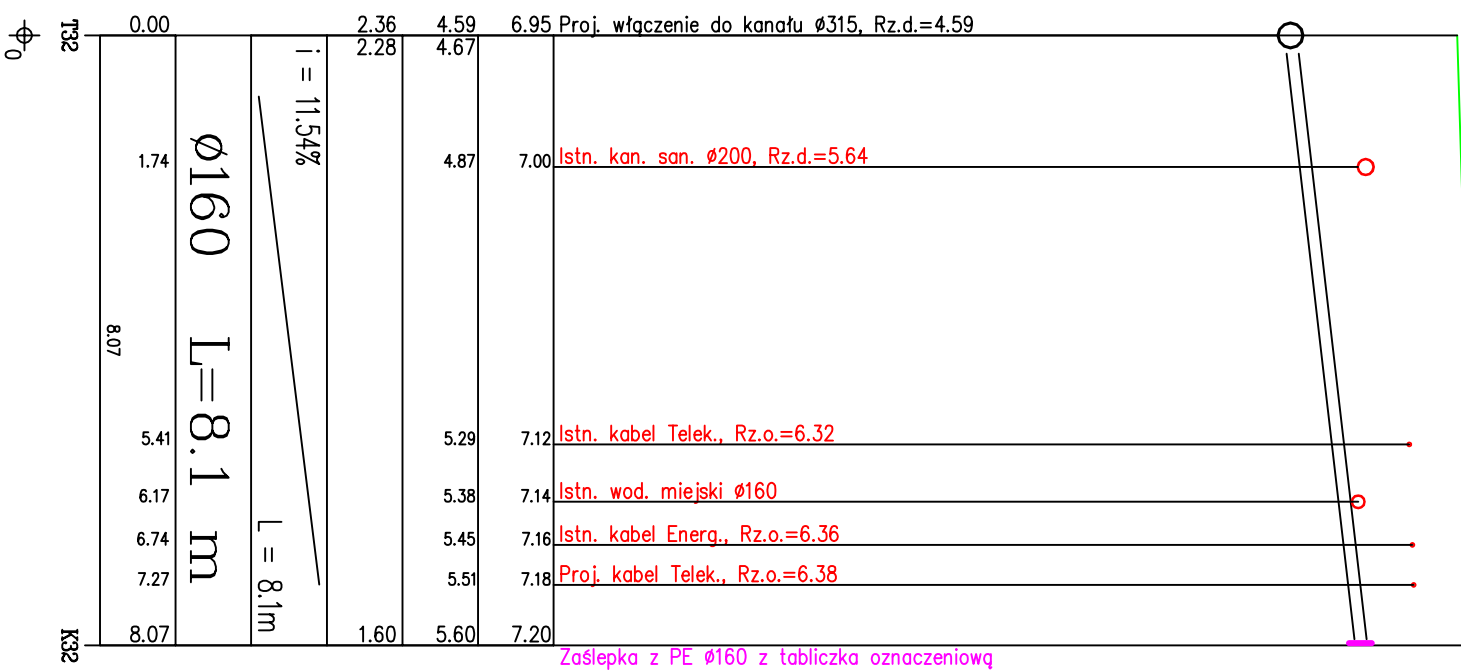 T32 0.00 2.36 4.59 6.95 Proj. włączenie do kanału ø315, Rz.d.=4.59
0 2.28 4.67
i = 11.54%
1.74 4.87 7.00 Istn. kan. san. ø200, Rz.d.=5.64
ø160 L=8.1 m
8.07
5.41 5.29 7.12 Istn. kabel Telek., Rz.o.=6.32
6.17 5.38 7.14 Istn. wod. miejski ø160
L = 8.1m
6.74 5.45 7.16 Istn. kabel Energ., Rz.o.=6.36
7.27 5.51 7.18 Proj. kabel Telek., Rz.o.=6.38
K32 8.07 1.60 5.60 7.20
Zaślepka z PE ø160 z tabliczka oznaczeniową